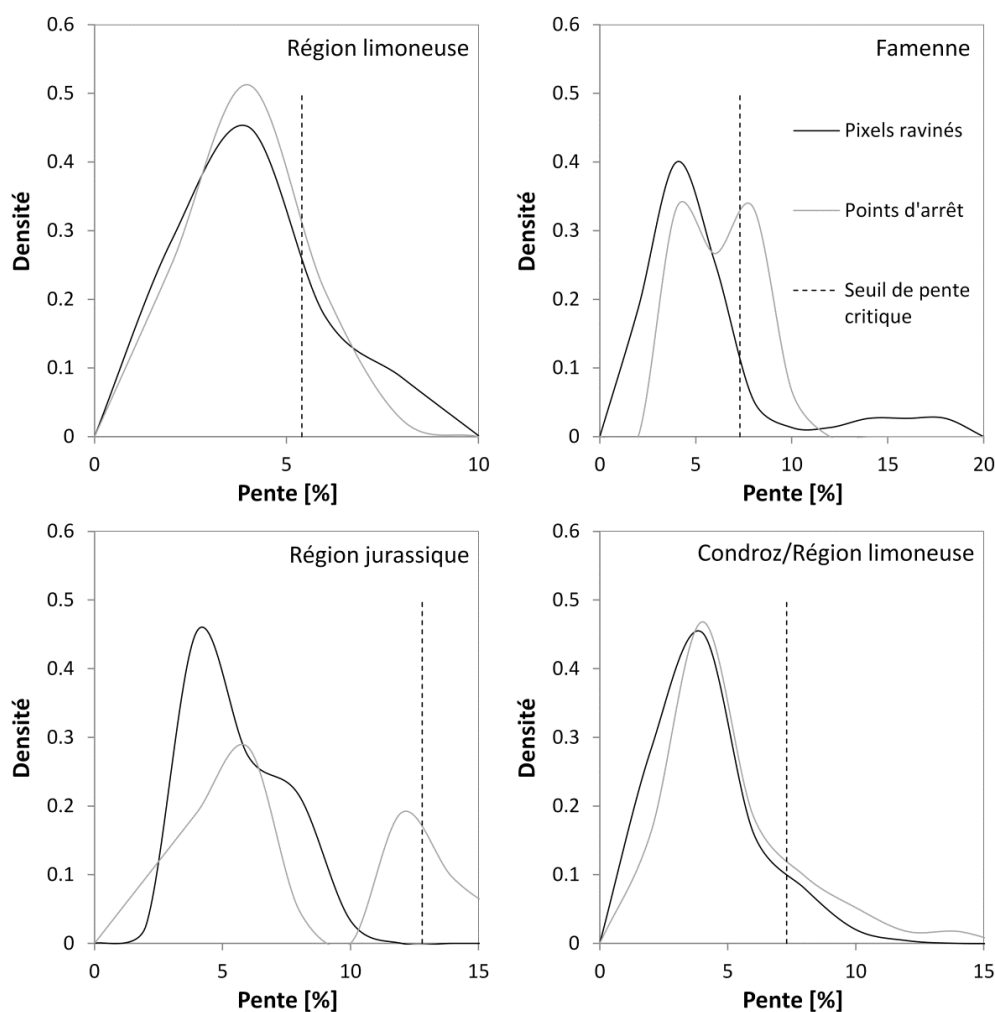 Région limoneuse
Densité
0.6
0.5
0.4
0.3
0.2
0.1
0
0
5
10
Pente [%]
Famenne
Densité
0.6
0.5
0.4
0.3
0.2
0.1
0
Pixels ravinés
Points d'arrêt
Seuil de pente
critique
0
5
10
15
20
Pente [%]
Région jurassique
Densité
0.6
0.5
0.4
0.3
0.2
0.1
0
0
5
10
15
Pente [%]
Condroz/Région limoneuse
Densité
0.6
0.5
0.4
0.3
0.2
0.1
0
0
5
10
15
Pente [%]